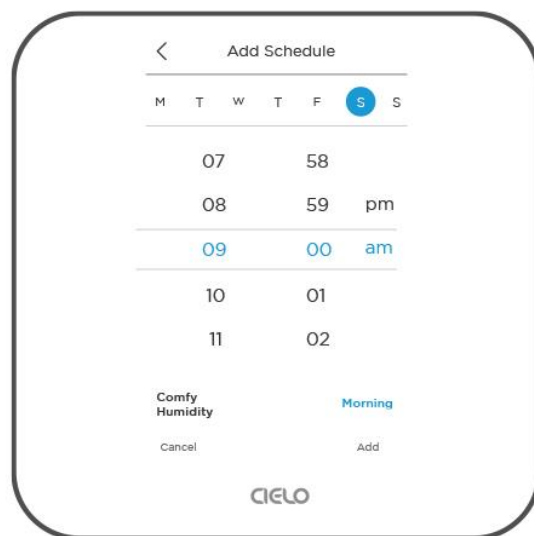 Add Schedule
M T W T F S S
07 58
08 59 pm
09 00 am
10 01
11 02
Comfy
Humidity
Morning
Cancel Add
CIELO